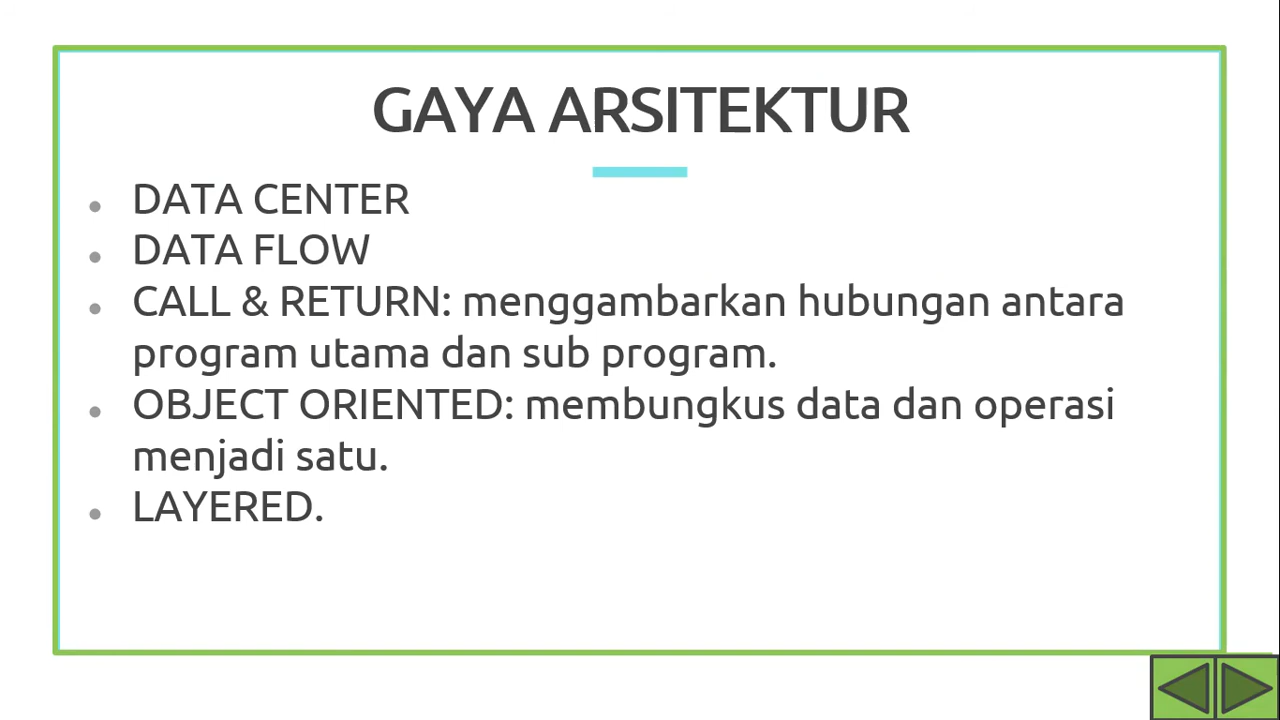 GAYA ARSITEKTUR
• DATA CENTER
• DATA FLOW
• CALL & RETURN: menggambarkan hubungan antara
program utama dan sub program.
• OBJECT ORIENTED: membungkus data dan operasi
menjadi satu.
• LAYERED.